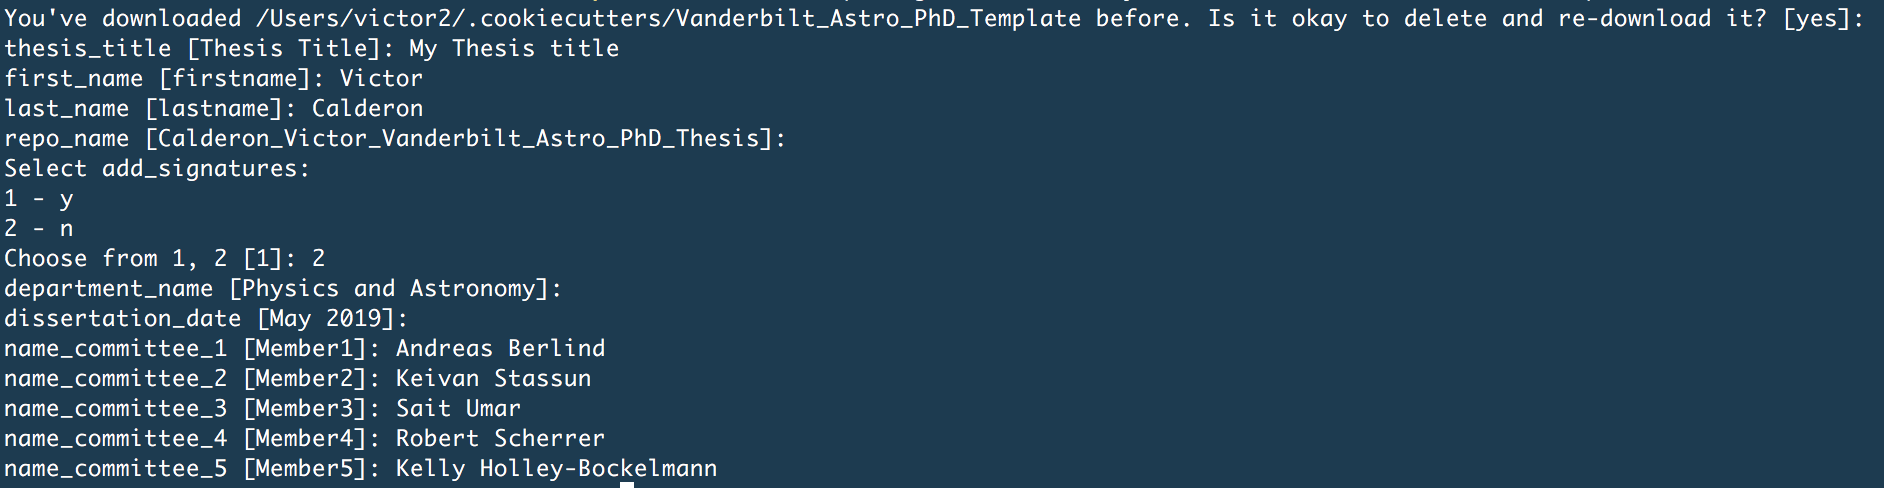 You've downloaded /Users/victor2/.cookiecutters/Vanderbilt_Astro_PhD_Template before. Is it okay to delete and re-download it? [yes]:
thesis_title [Thesis Title]: My Thesis title
first_name [firstname]: Victor
last_name [lastname]: Calderon
repo_name [Calderon_Victor_Vanderbilt_Astro_PhD_Thesis]:
Select add_signatures:
1 - y
2 - n
Choose from 1, 2 [1]: 2
department_name [Physics and Astronomy]:
dissertation_date [May 2019]:
name_committee_1 [Member1]: Andreas Berlind
name_committee_2 [Member2]: Keivan Stassun
name_committee_3 [Member3]: Sait Umar
name_committee_4 [Member4]: Robert Scherrer
name_committee_5 [Member5]: Kelly Holley-Bockelmann